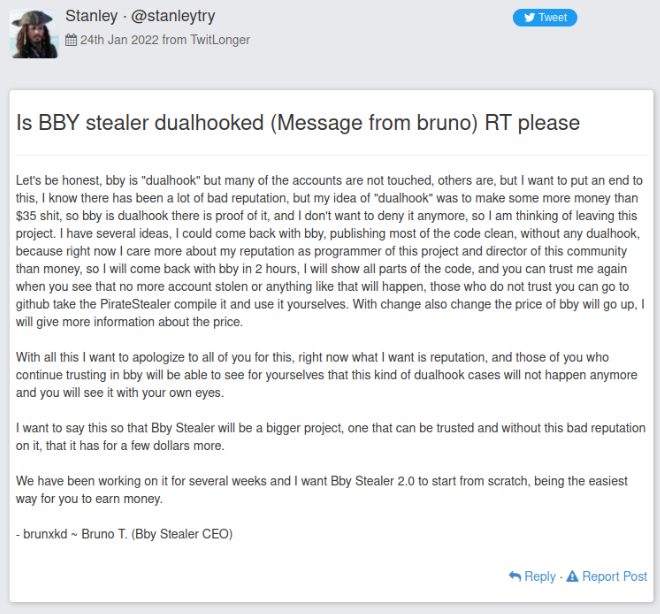 Stanley · @stanleytry
Tweet
24th Jan 2022 from TwitLonger
Is BBY stealer dualhooked (Message from bruno) RT please
Let's be honest, bby is "dualhook" but many of the accounts are not touched, others are, but I want to put an end to
this, I know there has been a lot of bad reputation, but my idea of "dualhook" was to make some more money than
$35 shit, so bby is dualhook there is proof of it, and I don't want to deny it anymore, so I am thinking of leaving this
project. I have several ideas, I could come back with bby, publishing most of the code clean, without any dualhook,
because right now I care more about my reputation as programmer of this project and director of this community
than money, so I will come back with bby in 2 hours, I will show all parts of the code, and you can trust me again
when you see that no more account stolen or anything like that will happen, those who do not trust you can go to
github take the PirateStealer compile it and use it yourselves. With change also change the price of bby will go up, I
will give more information about the price.
With all this I want to apologize to all of you for this, right now what I want is reputation, and those of you who
continue trusting in bby will be able to see for yourselves that this kind of dualhook cases will not happen anymore
and you will see it with your own eyes.
I want to say this so that Bby Stealer will be a bigger project, one that can be trusted and without this bad reputation
on it, that it has for a few dollars more.
We have been working on it for several weeks and I want Bby Stealer 2.0 to start from scratch, being the easiest
way for you to earn money.
- brunxkd ~ Bruno T. (Bby Stealer CEO)
Reply · Report Post